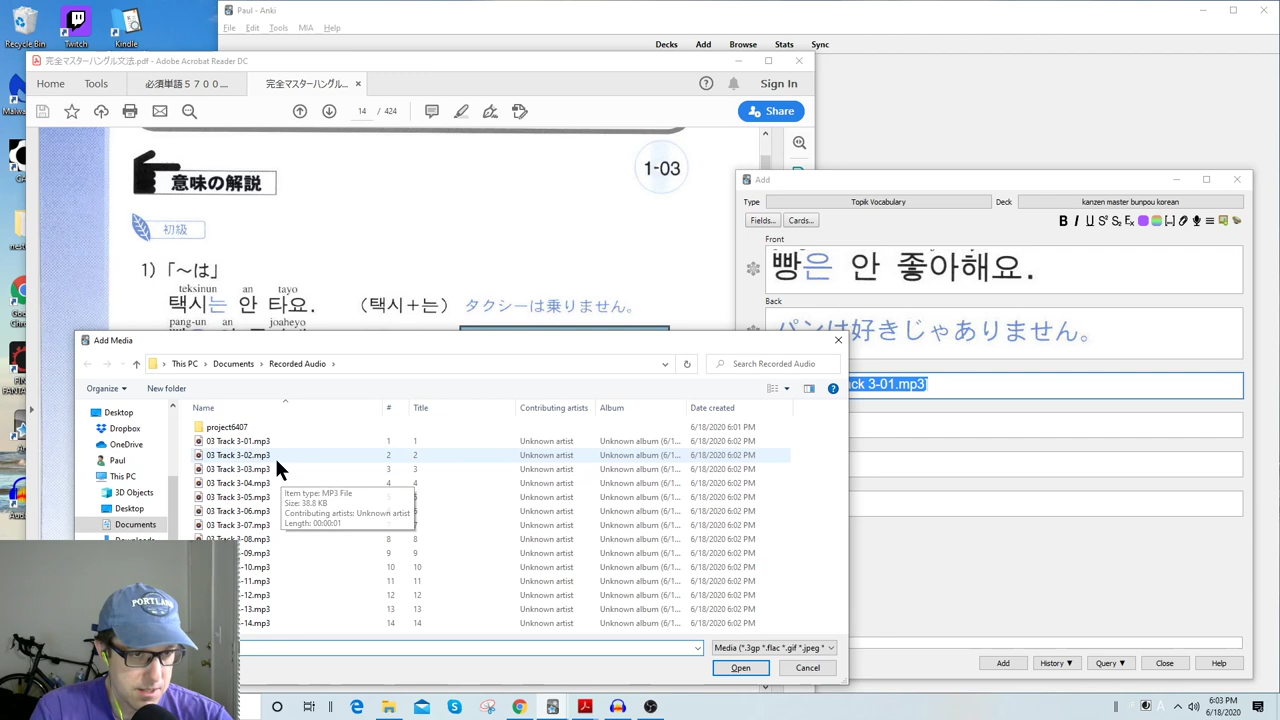 Paul - Anki
File Edit Tools MIA Help
Decks Add Browse Stats Sync
Recycle Bin
Twitch
Kindle
完全マスターハングル文法.pdf - Adobe Acrobat Reader DC
Home Tools 必須単語５７００... 完全マスターハングル... × Sign In
14 / 424 Share
1-03
意味の解説
初級
1)「～は」
teksinun an tayo
택시는 안 타요. (택시+는) タクシーは乗りません。
pang-un an joaheyo
Add
Type Topik Vocabulary Deck kanzen master bunpou korean
Fields... Cards...
Front
빵은 안 좋아해요.
Back
パンは好きじゃありません。
ack 3-01.mp3]
Add History ▼ Query ▼ Close Help
Add Media
This PC › Documents › Recorded Audio ›
Search Recorded Audio
Organize New folder
Name # Title Contributing artists Album Date created
project6407 6/18/2020 6:01 PM
03 Track 3-01.mp3 1 1 Unknown artist Unknown album (6/1... 6/18/2020 6:02 PM
03 Track 3-02.mp3 2 2 Unknown artist Unknown album (6/1... 6/18/2020 6:02 PM
03 Track 3-03.mp3 3 3 Unknown artist Unknown album (6/1... 6/18/2020 6:02 PM
03 Track 3-04.mp3 4 4 Unknown artist Unknown album (6/1... 6/18/2020 6:02 PM
03 Track 3-05.mp3 Unknown artist Unknown album (6/1... 6/18/2020 6:02 PM
03 Track 3-06.mp3 Unknown artist Unknown album (6/1... 6/18/2020 6:02 PM
03 Track 3-07.mp3 Unknown artist Unknown album (6/1... 6/18/2020 6:02 PM
03 Track 3-08.mp3 8 8 Unknown artist Unknown album (6/1... 6/18/2020 6:02 PM
-09.mp3 9 9 Unknown artist Unknown album (6/1... 6/18/2020 6:02 PM
-10.mp3 10 10 Unknown artist Unknown album (6/1... 6/18/2020 6:02 PM
-11.mp3 11 11 Unknown artist Unknown album (6/1... 6/18/2020 6:02 PM
-12.mp3 12 12 Unknown artist Unknown album (6/1... 6/18/2020 6:02 PM
-13.mp3 13 13 Unknown artist Unknown album (6/1... 6/18/2020 6:02 PM
-14.mp3 14 14 Unknown artist Unknown album (6/1... 6/18/2020 6:02 PM
Item type: MP3 File
Size: 38.8 KB
Contributing artists: Unknown artist
Length: 00:00:01
Desktop
Dropbox
OneDrive
Paul
This PC
3D Objects
Desktop
Documents
Media (*.3gp *.flac *.gif *.jpeg *
Open Cancel
PORTLAND
6:03 PM
6/18/2020